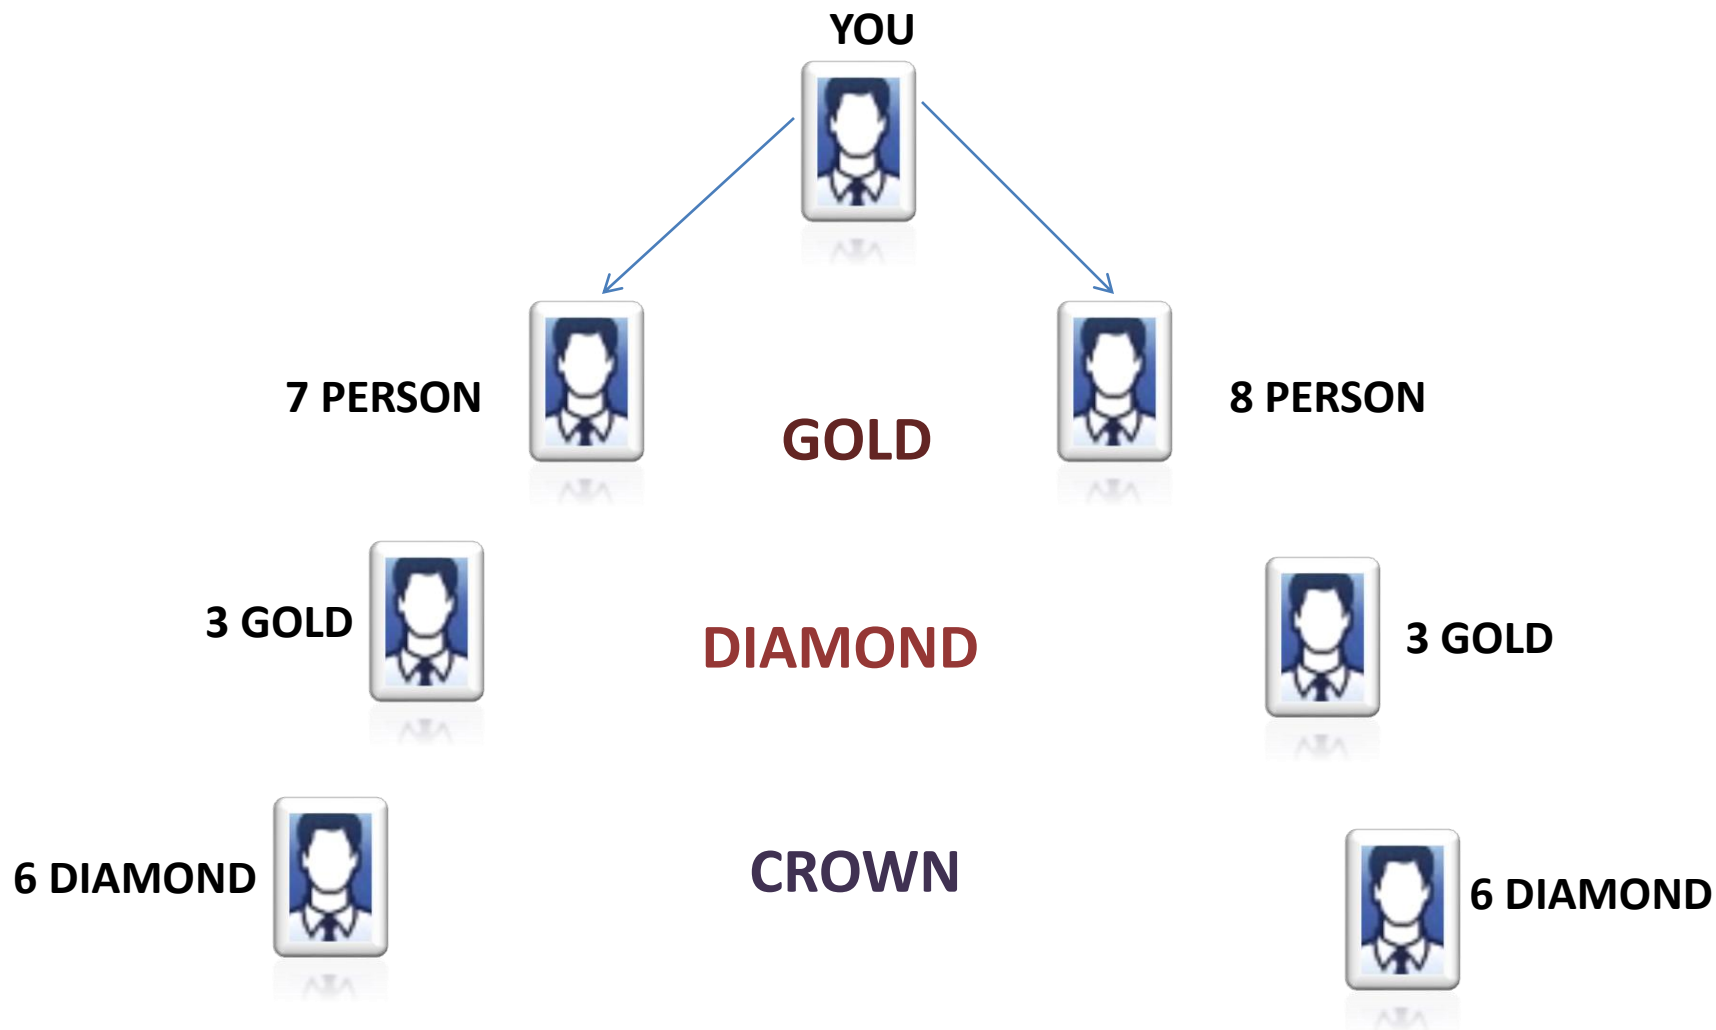 YOU
7 PERSON
8 PERSON
GOLD
3 GOLD
DIAMOND
3 GOLD
6 DIAMOND
CROWN
6 DIAMOND